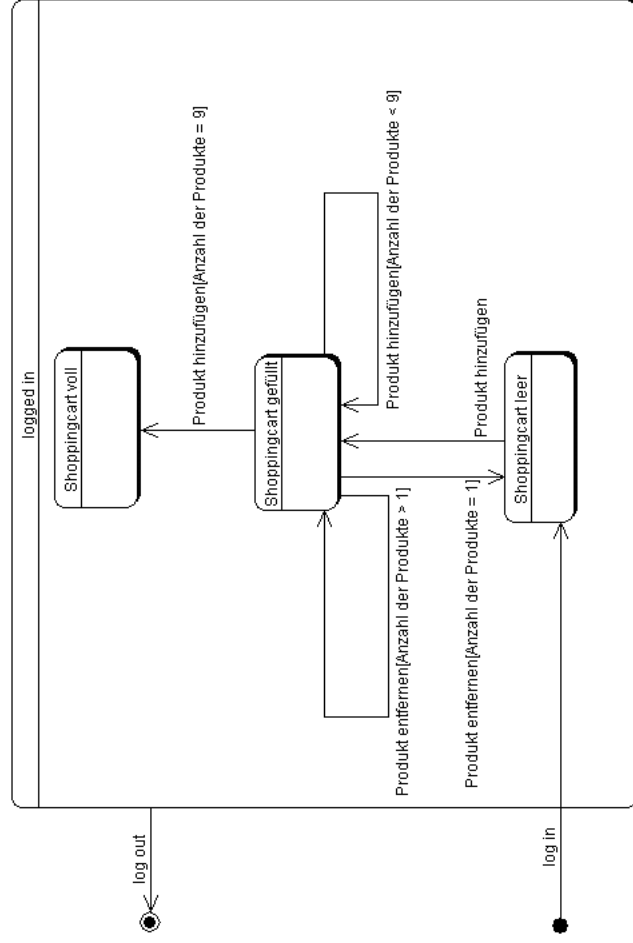 logged in
Shoppingcart voll
Produkt hinzufügen[Anzahl der Produkte = 9]
Shoppingcart gefüllt
Produkt hinzufügen[Anzahl der Produkte < 9]
Produkt entfernen[Anzahl der Produkte > 1]
Produkt entfernen[Anzahl der Produkte = 1]
Produkt hinzufügen
Shoppingcart leer
log out
log in